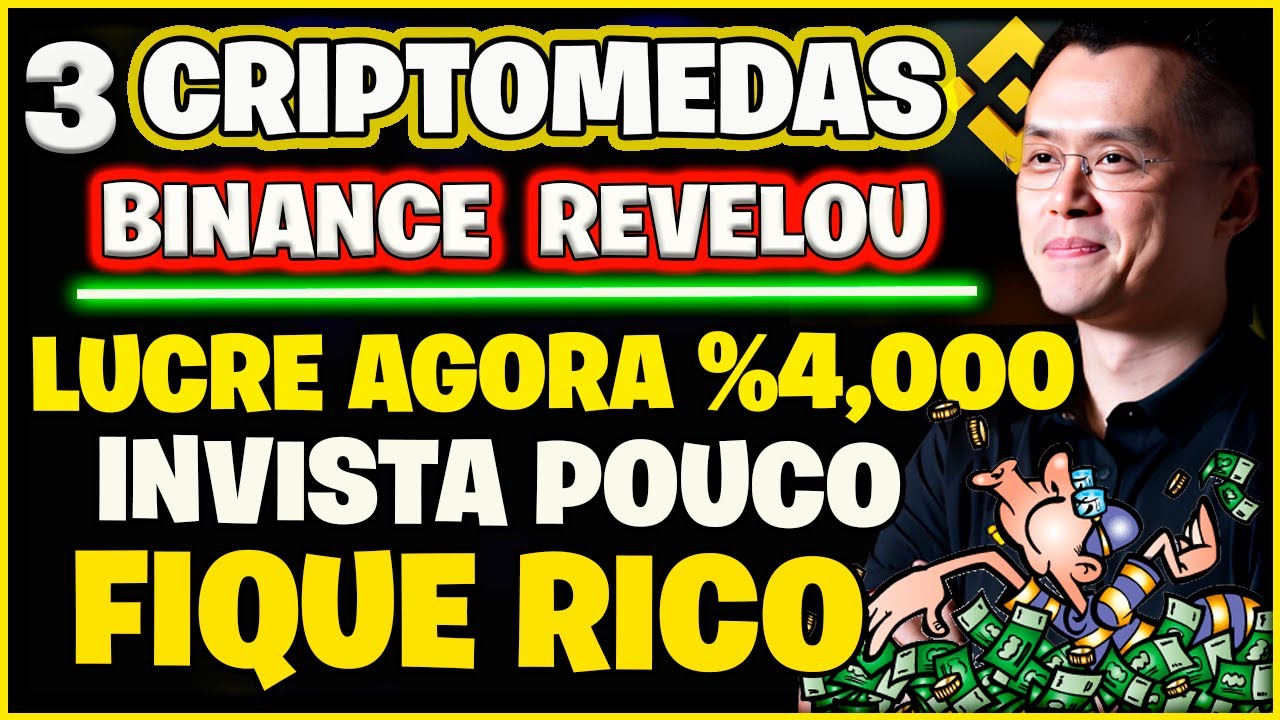 3 CRIPTOMEDAS
BINANCE REVELOU
LUCRE AGORA %4,000
INVISTA POUCO
FIQUE RICO